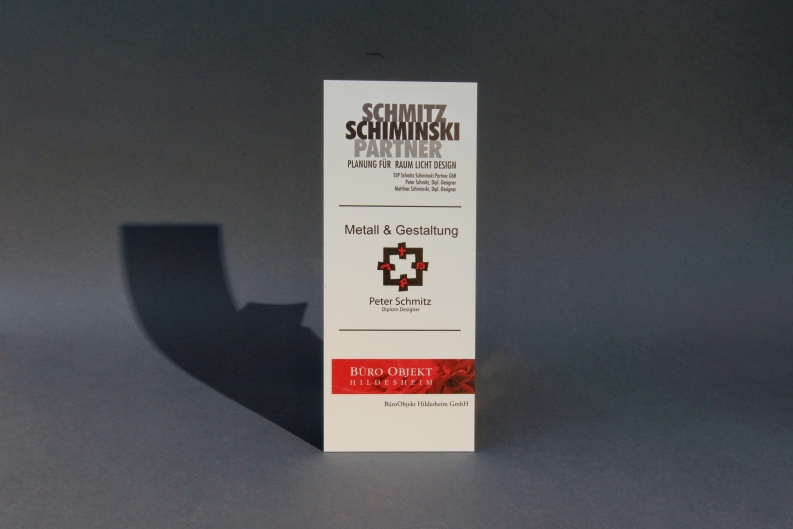 SCHMITZ
SCHIMINSKI
PARTNER
PLANUNG FÜR RAUM LICHT DESIGN
SSP Schmitz Schiminski Partner GbR
Peter Schmitz, Dipl.-Designer
Matthias Schiminski, Dipl.-Designer
Metall & Gestaltung
Peter Schmitz
Diplom Designer
BÜRO OBJEKT
HILDESHEIM
BüroObjekt Hildesheim GmbH